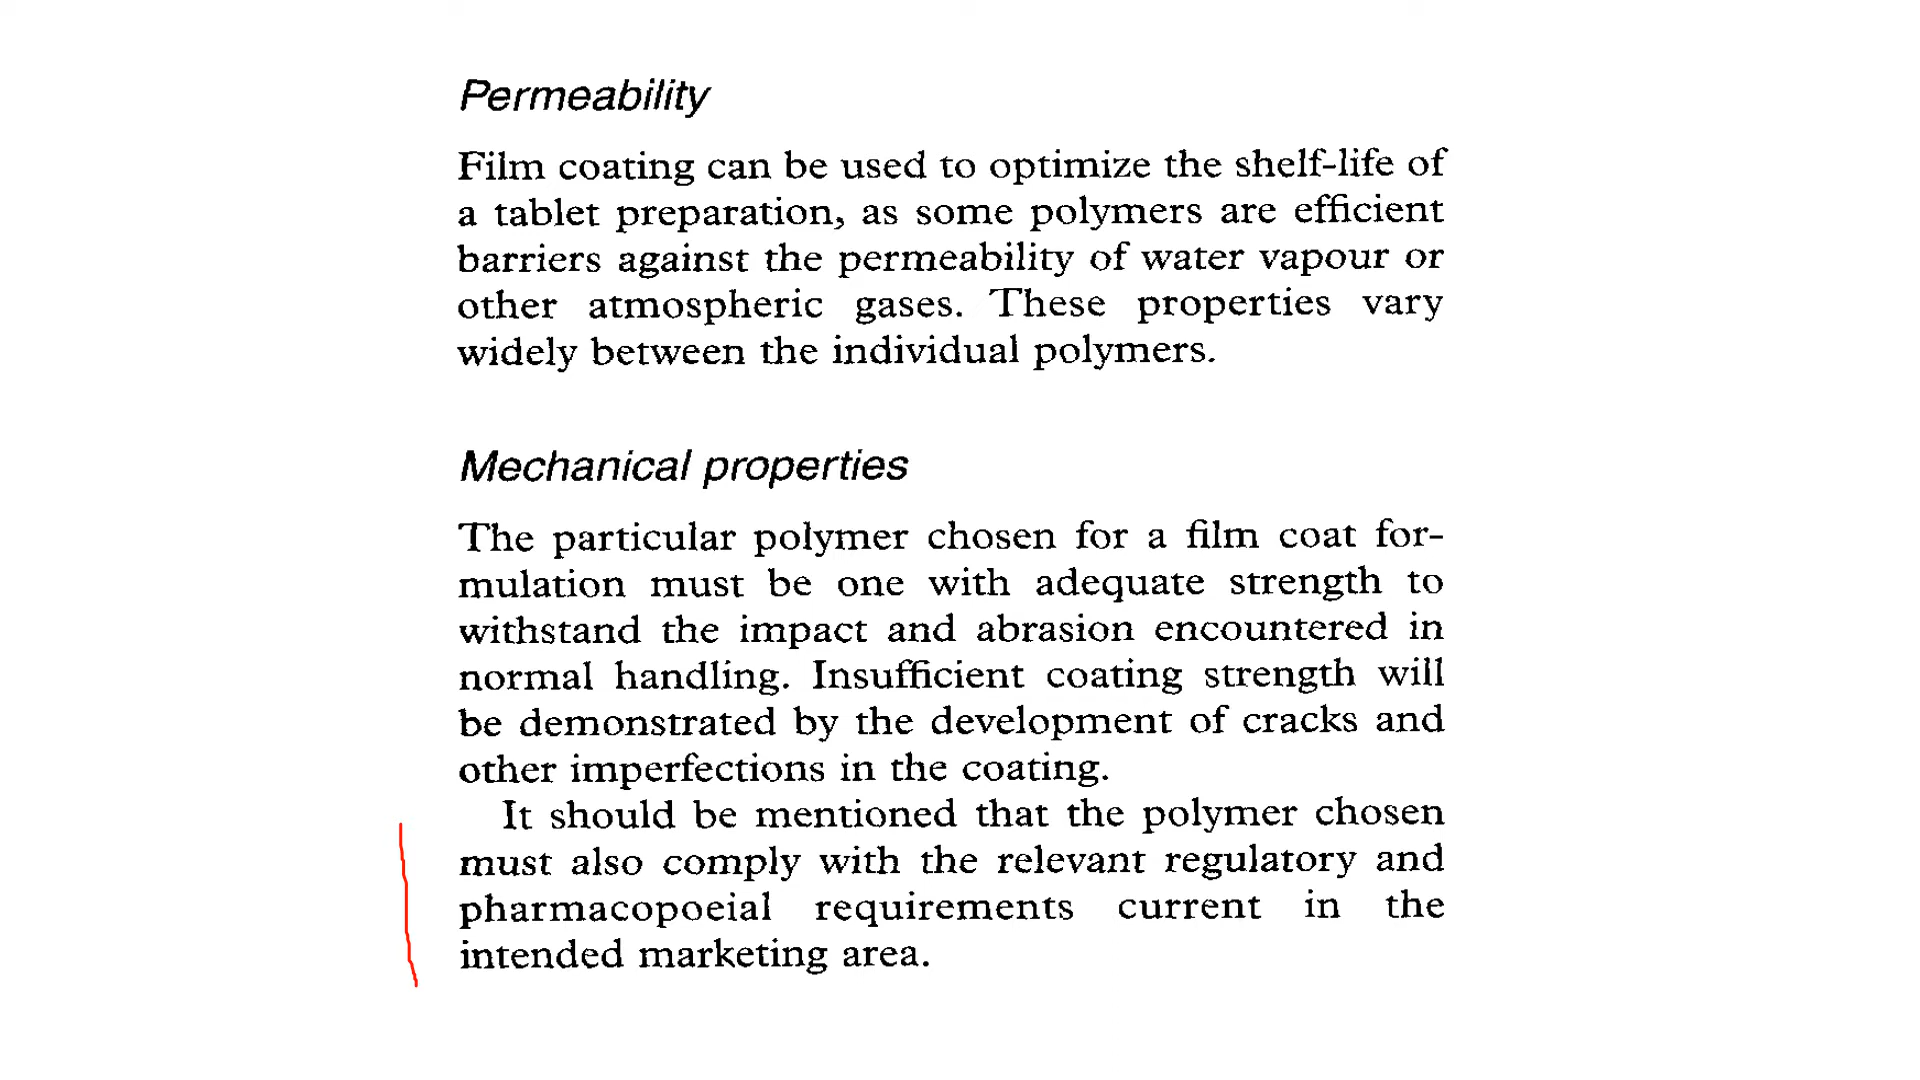 Permeability
Film coating can be used to optimize the shelf-life of
a tablet preparation, as some polymers are efficient
barriers against the permeability of water vapour or
other atmospheric gases. These properties vary
widely between the individual polymers.
Mechanical properties
The particular polymer chosen for a film coat for-
mulation must be one with adequate strength to
withstand the impact and abrasion encountered in
normal handling. Insufficient coating strength will
be demonstrated by the development of cracks and
other imperfections in the coating.
It should be mentioned that the polymer chosen
must also comply with the relevant regulatory and
pharmacopoeial requirements current in the
intended marketing area.